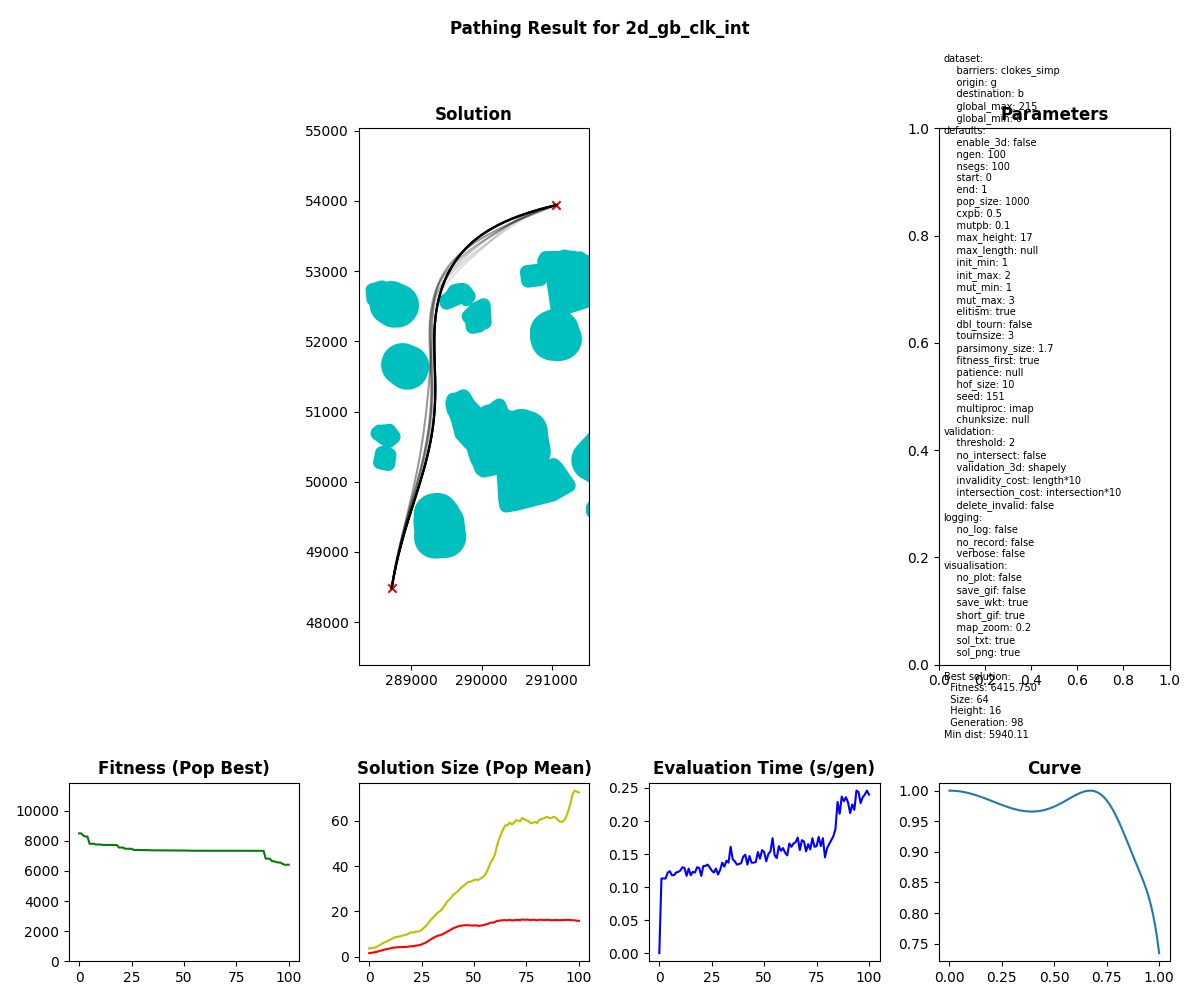 Pathing Result for 2d_gb_clk_int
Solution
55000
54000
53000
52000
51000
50000
49000
48000
289000 290000 291000
Parameters
1.0
0.8
0.6
0.4
0.2
0.0
0.0 0.2 0.4 0.6 0.8 1.0
dataset:
barriers: clokes_simp
origin: g
destination: b
global_max: 215
global_min:
defaults:
enable_3d: false
ngen: 100
nsegs: 100
start: 0
end: 1
pop_size: 1000
cxpb: 0.5
mutpb: 0.1
max_height: 17
max_length: null
init_min: 1
init_max: 2
mut_min: 1
mut_max: 3
elitism: true
dbl_tourn: false
tournsize: 3
parsimony_size: 1.7
fitness_first: true
patience: null
hof_size: 10
seed: 151
multiproc: imap
chunksize: null
validation:
threshold: 2
no_intersect: false
validation_3d: shapely
invalidity_cost: length*10
intersection_cost: intersection*10
delete_invalid: false
logging:
no_log: false
no_record: false
verbose: false
visualisation:
no_plot: false
save_gif: false
save_wkt: true
short_gif: true
map_zoom: 0.2
sol_txt: true
sol_png: true
Best solution:
Fitness: 6415.750
Size: 64
Height: 16
Generation: 98
Min dist: 5940.11
Fitness (Pop Best)
10000
8000
6000
4000
2000
0
0 25 50 75 100
Solution Size (Pop Mean)
60
40
20
0
0 25 50 75 100
Evaluation Time (s/gen)
0.25
0.20
0.15
0.10
0.05
0.00
0 25 50 75 100
Curve
1.00
0.95
0.90
0.85
0.80
0.75
0.00 0.25 0.50 0.75 1.00